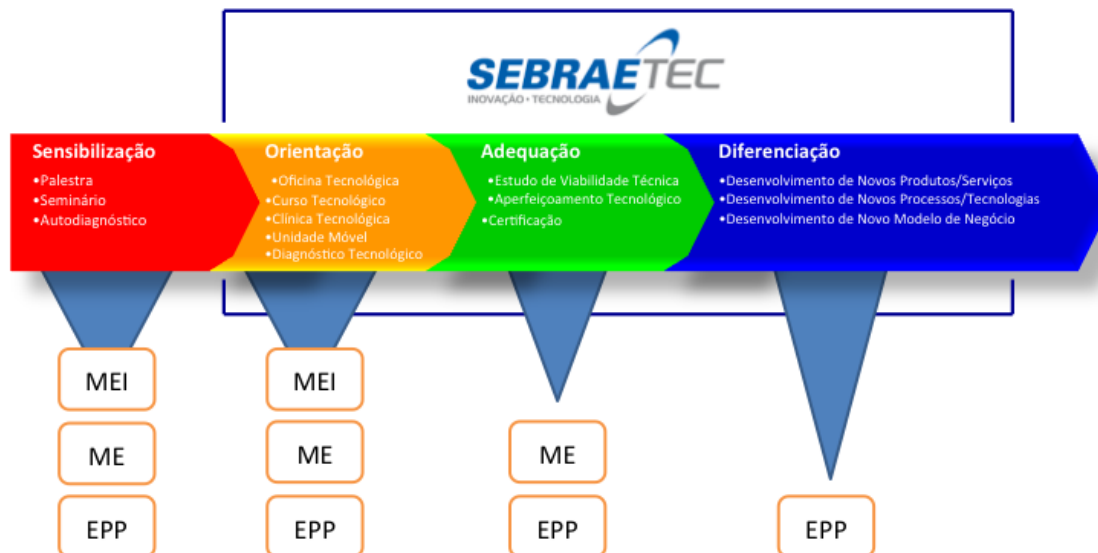 SEBRAETEC
INOVAÇÃO • TECNOLOGIA
Sensibilização
•Palestra
•Seminário
•Autodiagnóstico
Orientação
•Oficina Tecnológica
•Curso Tecnológico
•Clínica Tecnológica
•Unidade Móvel
•Diagnóstico Tecnológico
Adequação
•Estudo de Viabilidade Técnica
•Aperfeiçoamento Tecnológico
•Certificação
Diferenciação
•Desenvolvimento de Novos Produtos/Serviços
•Desenvolvimento de Novos Processos/Tecnologias
•Desenvolvimento de Novo Modelo de Negócio
MEI
ME
EPP
MEI
ME
EPP
ME
EPP
EPP